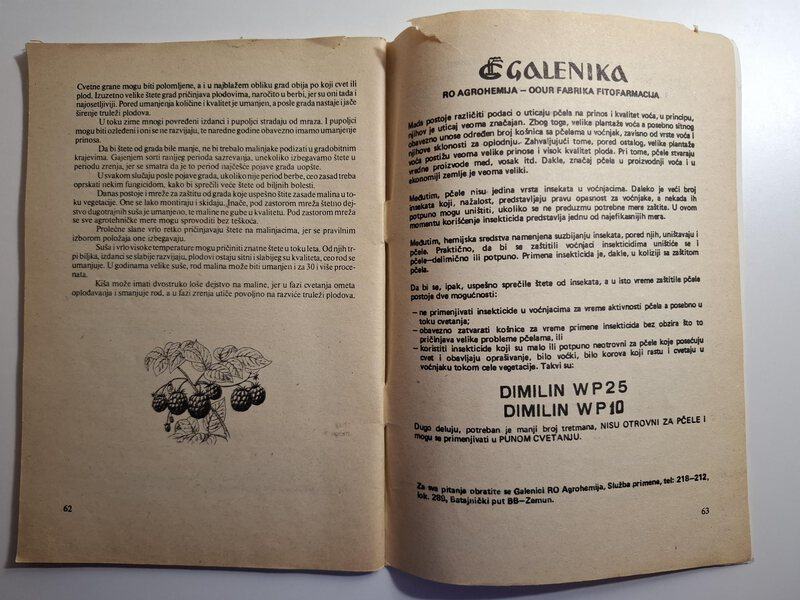 Cvetne grane mogu biti polomljene, a i u najblažem obliku grad obija po koji cvet ili
plod. Izuzetno velike štete grad pričinjava plodovima, naročito u berbi, jer su oni tada i
najosetljiviji. Pored umanjenja količine i kvalitet je umanjen, a posle grada nastaje i jače
širenje truleži plodova.
U toku zime mnogi povređeni izdanci i pupoljci stradaju od mraza. I pupoljci
mogu biti ozleđeni i oni se ne razvijaju, te naredne godine obavezno imamo umanjenje
prinosa.
Da bi štete od grada bile manje, ne bi trebalo malinjake podizati u gradobitnim
krajevima. Gajenjem sorti ranijeg perioda sazrevanja, unekoliko izbegavamo štete u
periodu zrenja, jer se smatra da je to period najčešće pojave grada uopšte.
U svakom slučaju posle pojave grada, ukoliko nije period berbe, ceo zasad treba
oprskati nekim fungicidom, kako bi sprečili veće štete od biljnih bolesti.
Danas postoje i mreže za zaštitu od grada koje uspešno štite zasade malina u to-
ku vegetacije. One se lako montiraju i skidaju. Inače, pod zastorom mreža štetno dej-
stvo dugotrajnih suša je umanjeno, te maline ne gube u kvalitetu. Pod zastorom mreža
se sve agrotehničke mere mogu sprovoditi bez teškoća.
Prolećne slane vrlo retko pričinjavaju štete na malinjacima, jer se pravilnim
izborom položaja one izbegavaju.
Suša i vrlo visoke temperature mogu pričiniti znatne štete u toku leta. Od njih tr-
pi biljka, izdanci se slabije razvijaju, plodovi ostaju sitni i slabijeg su kvaliteta, ceo rod se
umanjuje. U godinama velike suše, rod malina može biti umanjen i za 30 i više proce-
nata.
Kiša može imati dvostruko loše dejstvo na maline, jer u fazi cvetanja ometa
oplođavanja i smanjuje rod, a u fazi zrenja utiče povoljno na razviće truleži plodova.
62
GALENIKA
RO AGROHEMIJA – OOUR FABRIKA FITOFARMACIJA
Mada postoje različiti podaci o uticaju pčela na prinos i kvalitet voća, u principu,
njihov je uticaj veoma značajan. Zbog toga, velike plantaže voća a posebno sitnog
obavezno unose određen broj košnica sa pčelama u voćnjak, zavisno od vrste voća i
njihove sklonosti za oplodnju. Zahvaljujući tome, pored ostalog, velike plantaže
voća postižu veoma velike prinose i visok kvalitet ploda. Pri tome, pčele stvaraju
vredne proizvode med, vosak itd. Dakle, značaj pčela u proizvodnji voća i u
ekonomiji zemlje je veoma veliki.
Međutim, pčele nisu jedina vrsta insekata u voćnjacima. Daleko je veći broj
insekata koji, nažalost, predstavljaju pravu opasnost za voćnjak, a nekada ih
potpuno mogu uništiti, ukoliko se ne preduzmu potrebne mere zaštite. U ovom
momentu korišćenje insekticida predstavlja jednu od najefikasnijih mera.
Međutim, hemijska sredstva namenjena suzbijanju insekata, pored njih, uništavaju i
pčele. Praktično, da bi se zaštitili voćnjaci insekticidima uništiće se i
pčele–delimično ili potpuno. Primena insekticida je, dakle, u koliziji sa zaštitom
pčela.
Da bi se, ipak, uspešno sprečile štete od insekata, a u isto vreme zaštitile pčele
postoje dve mogućnosti:
– ne primenjivati insekticide u voćnjacima za vreme aktivnosti pčela a posebno u
toku cvetanja;
– obavezno zatvarati košnice za vreme primene insekticida bez obzira što to
pričinjava velike probleme pčelama, ili
– koristiti insekticide koji su malo ili potpuno neotrovni za pčele koje posećuju
cvet i obavljaju oprašivanje, bilo voćki, bilo korova koji rastu i cvetaju u
voćnjaku tokom cele vegetacije. Takvi su:
DIMILIN WP25
DIMILIN WP10
Dugo deluju, potreban je manji broj tretmana, NISU OTROVNI ZA PČELE i
mogu se primenjivati u PUNOM CVETANJU.
Za sva pitanja obratite se Galenici RO Agrohemija, Služba primene, tel: 218–212,
lok. 289, Batajnički put BB–Zemun.
63